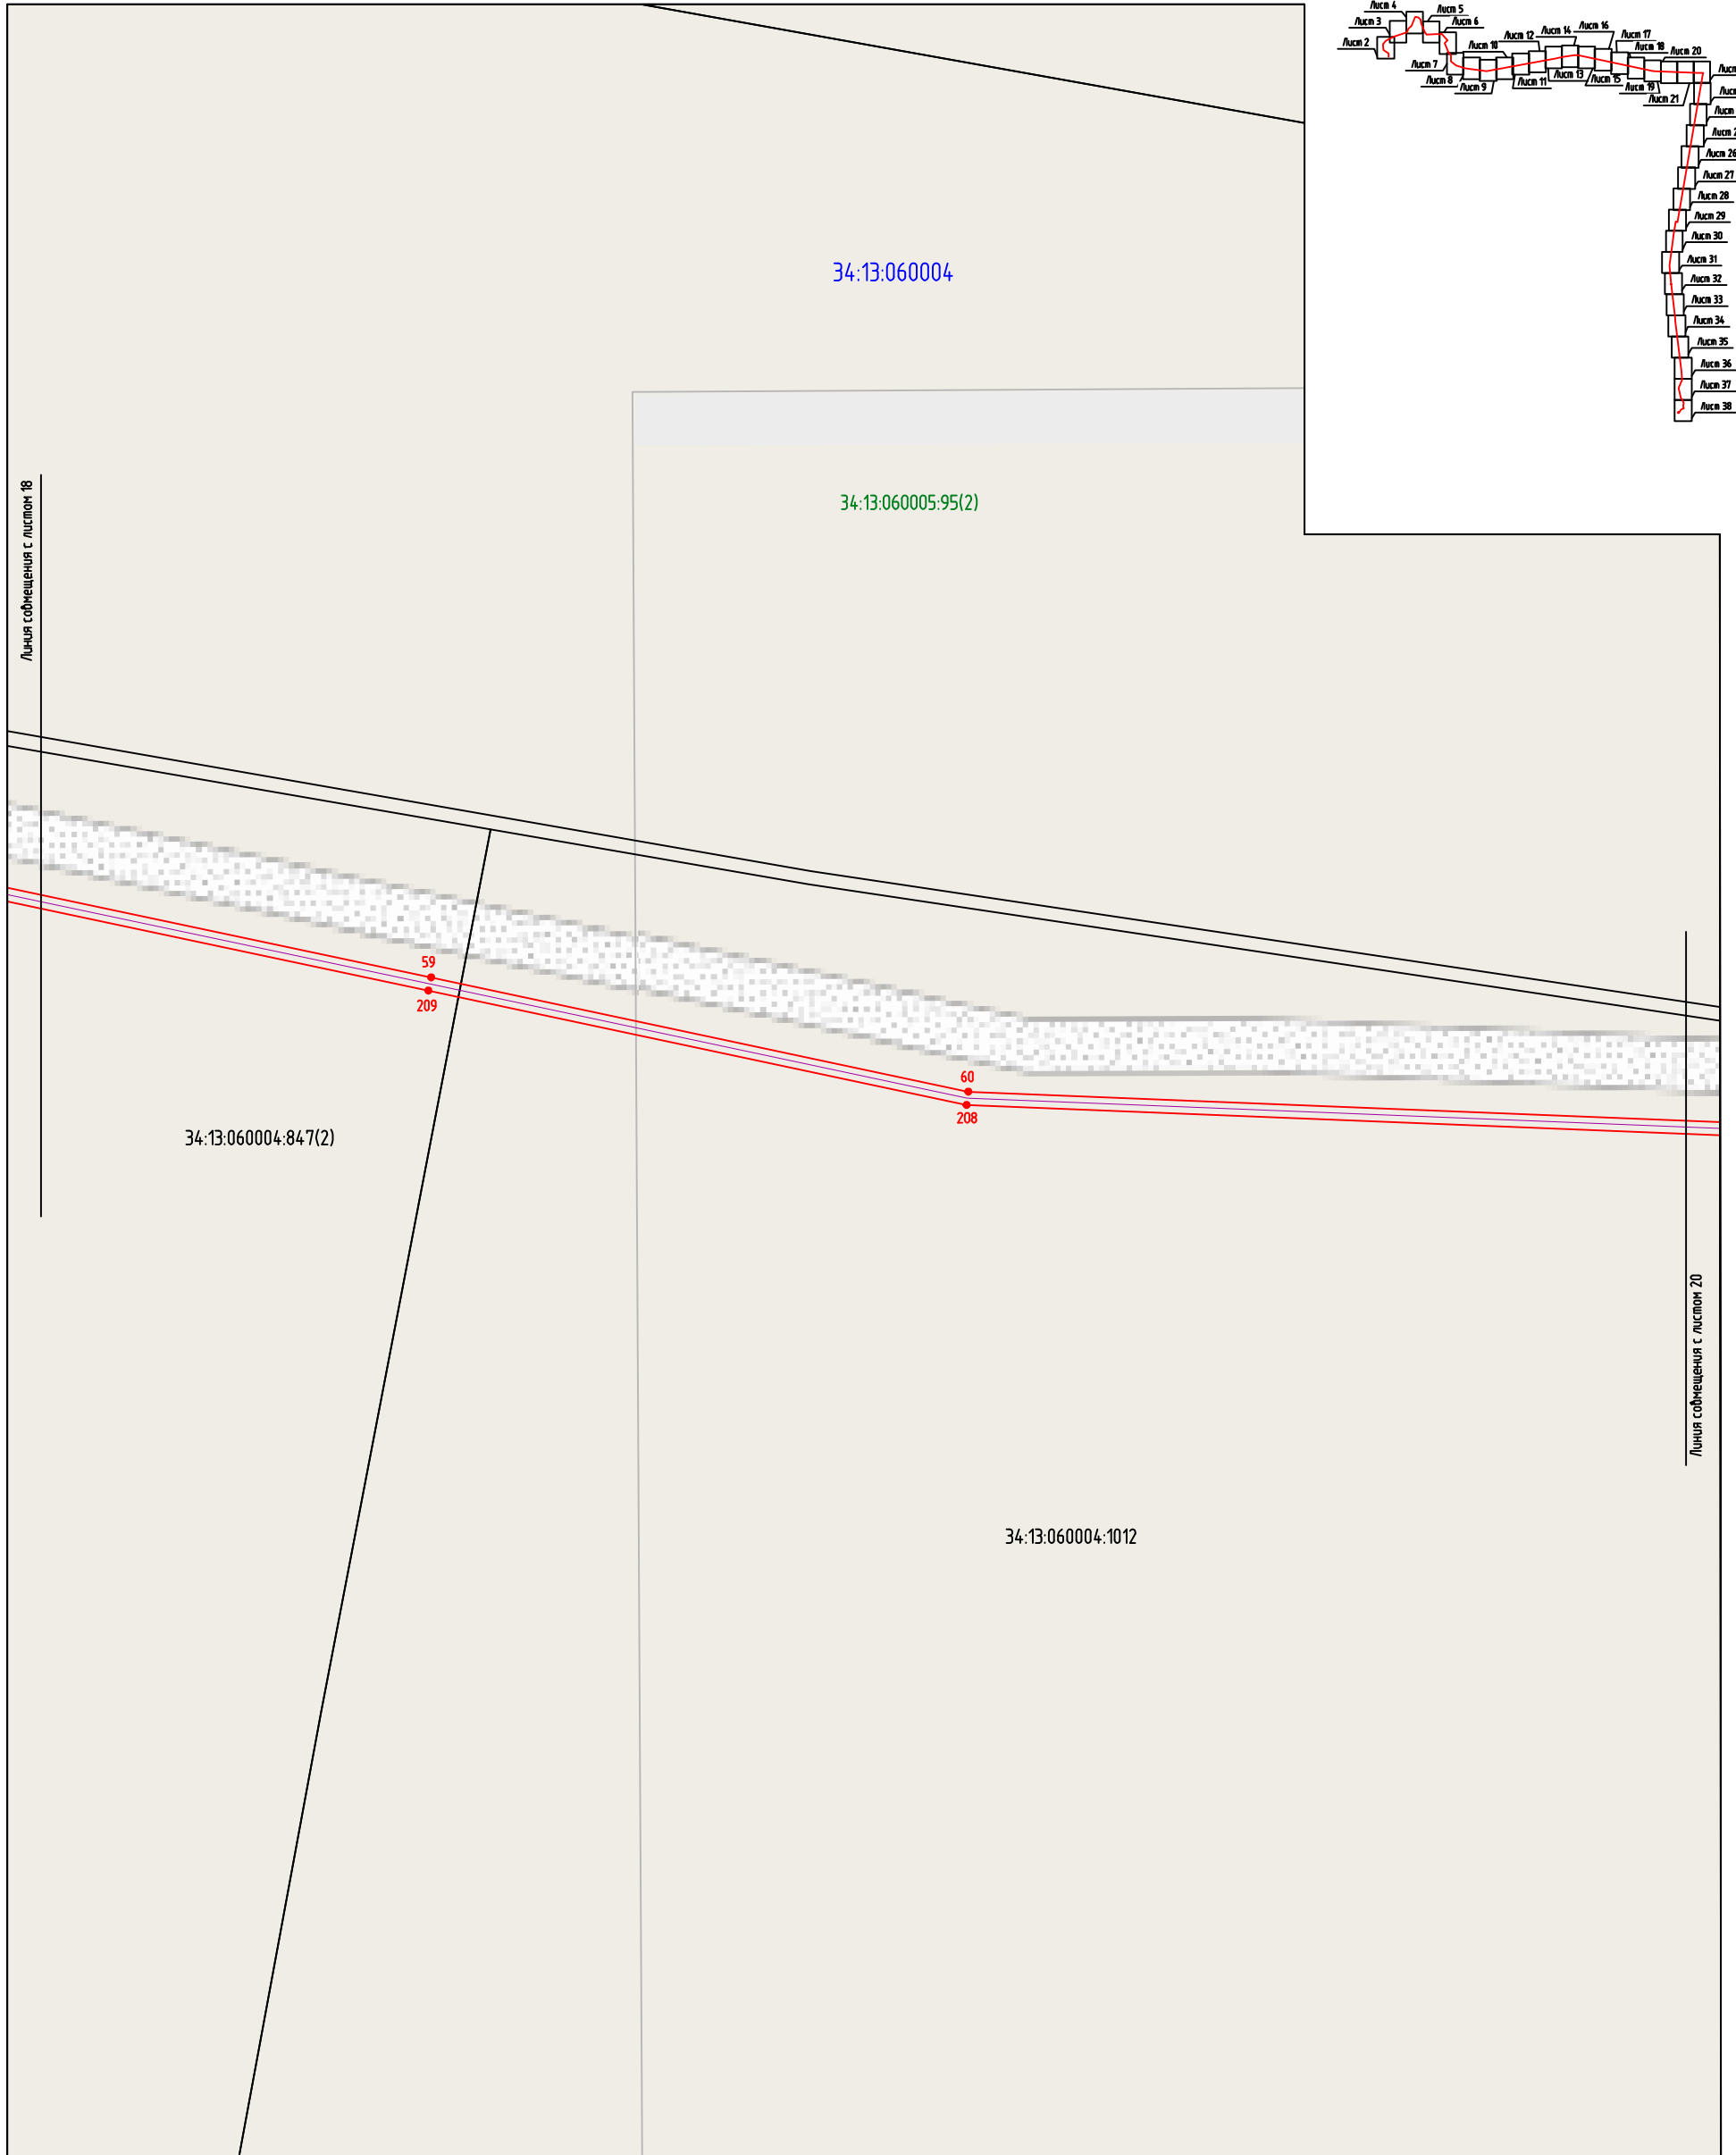 Лист 4
Лист 5
Лист 3
Лист 6
Лист 2
Лист 16
Лист 14
Лист 12
Лист 17
Лист 10
Лист 18
Лист 20
Лист 7
Лист 13
Лист 8
Лист 9
Лист 11
Лист 15
Лист 19
Лист 21
Лист 26
Лист 27
Лист 28
Лист 29
Лист 30
Лист 31
Лист 32
Лист 33
Лист 34
Лист 35
Лист 36
Лист 37
Лист 38
34:13:060004
34:13:060005:95(2)
Линия совмещения с листом 18
59
209
60
208
34:13:060004:847(2)
Линия совмещения с листом 20
34:13:060004:1012